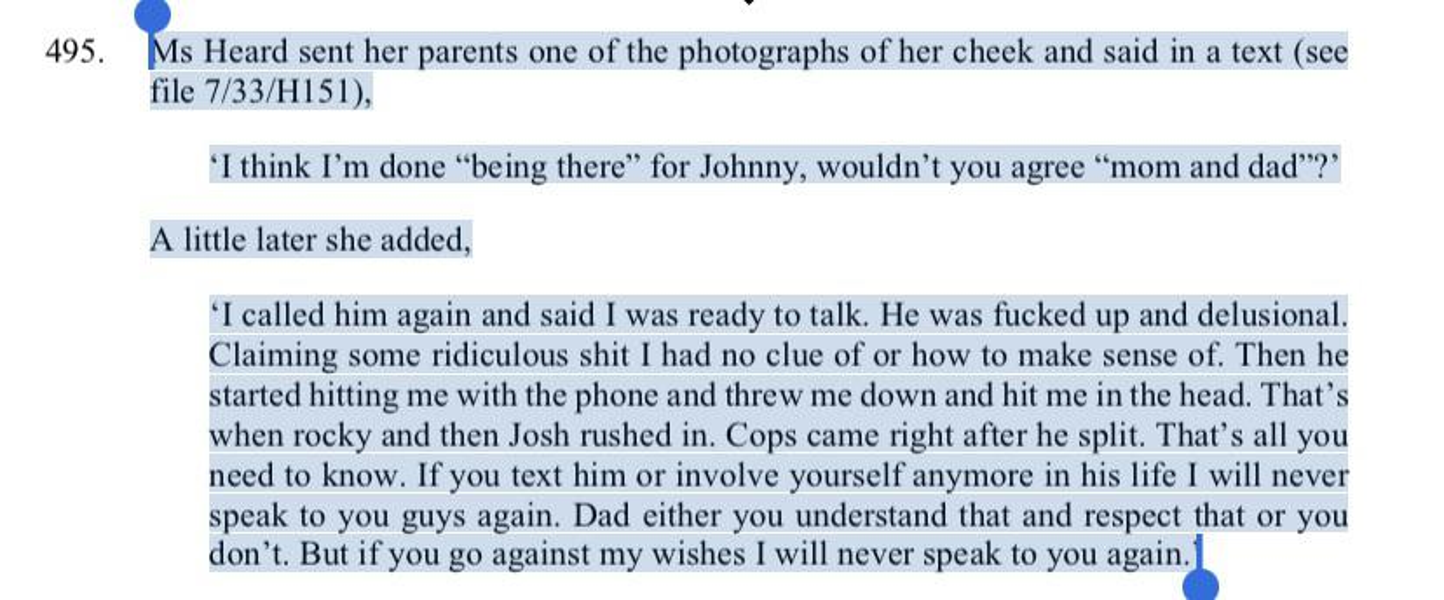 495. Ms Heard sent her parents one of the photographs of her cheek and said in a text (see
file 7/33/H151),
‘I think I’m done “being there” for Johnny, wouldn’t you agree “mom and dad”?’
A little later she added,
‘I called him again and said I was ready to talk. He was fucked up and delusional.
Claiming some ridiculous shit I had no clue of or how to make sense of. Then he
started hitting me with the phone and threw me down and hit me in the head. That’s
when rocky and then Josh rushed in. Cops came right after he split. That’s all you
need to know. If you text him or involve yourself anymore in his life I will never
speak to you guys again. Dad either you understand that and respect that or you
don’t. But if you go against my wishes I will never speak to you again.’